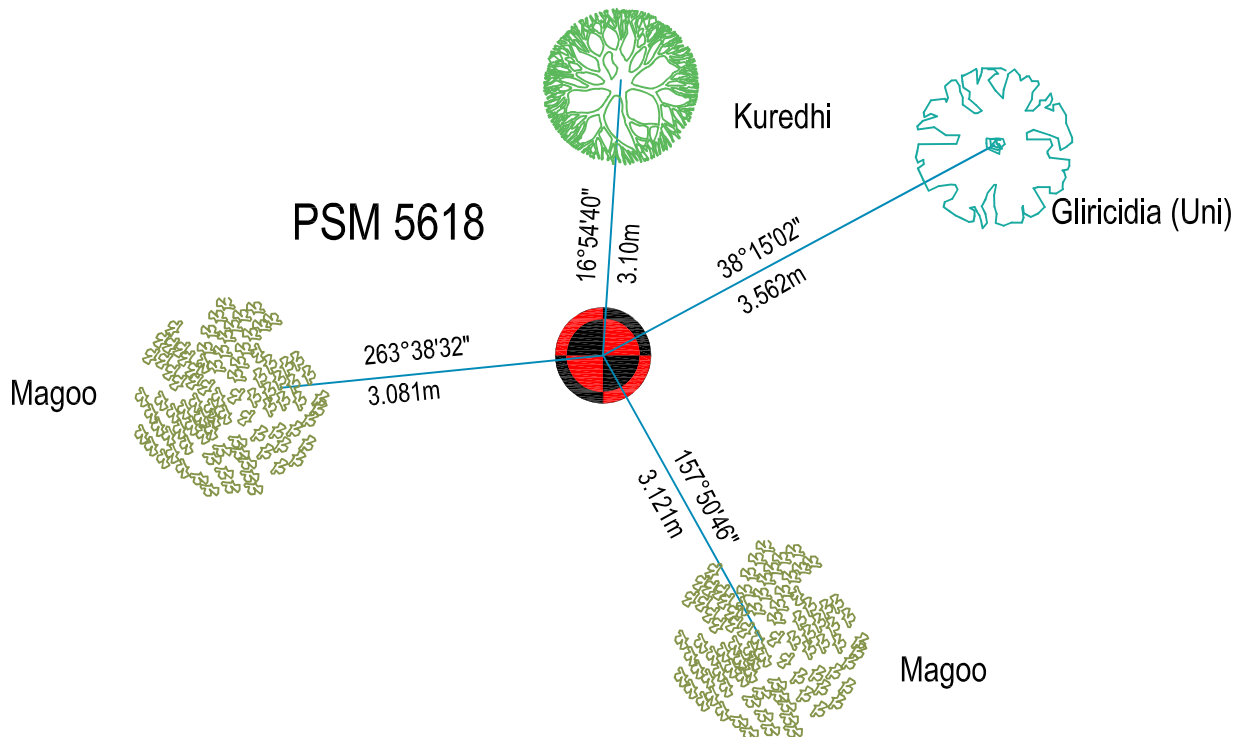 Kuredhi
PSM 5618
Gliricidia (Uni)
16°54'40"
3.10m
38°15'02"
3.562m
263°38'32"
3.081m
Magoo
157°50'46"
3.121m
Magoo